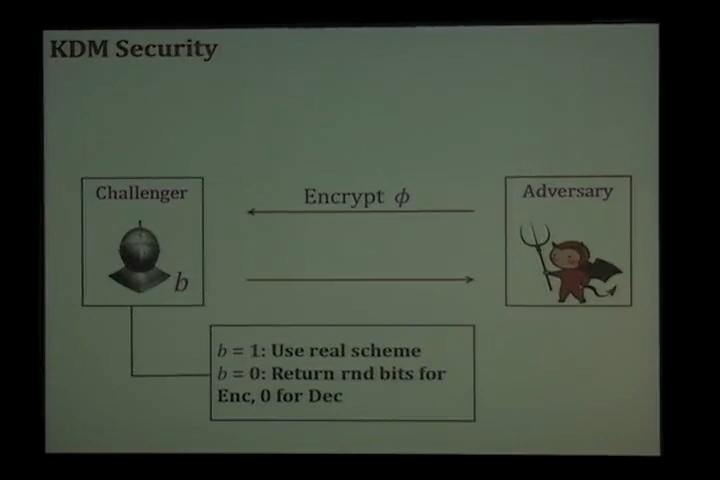 KDM Security
Challenger
Encrypt ϕ
Adversary
b
b = 1: Use real scheme
b = 0: Return rnd bits for
Enc, 0 for Dec